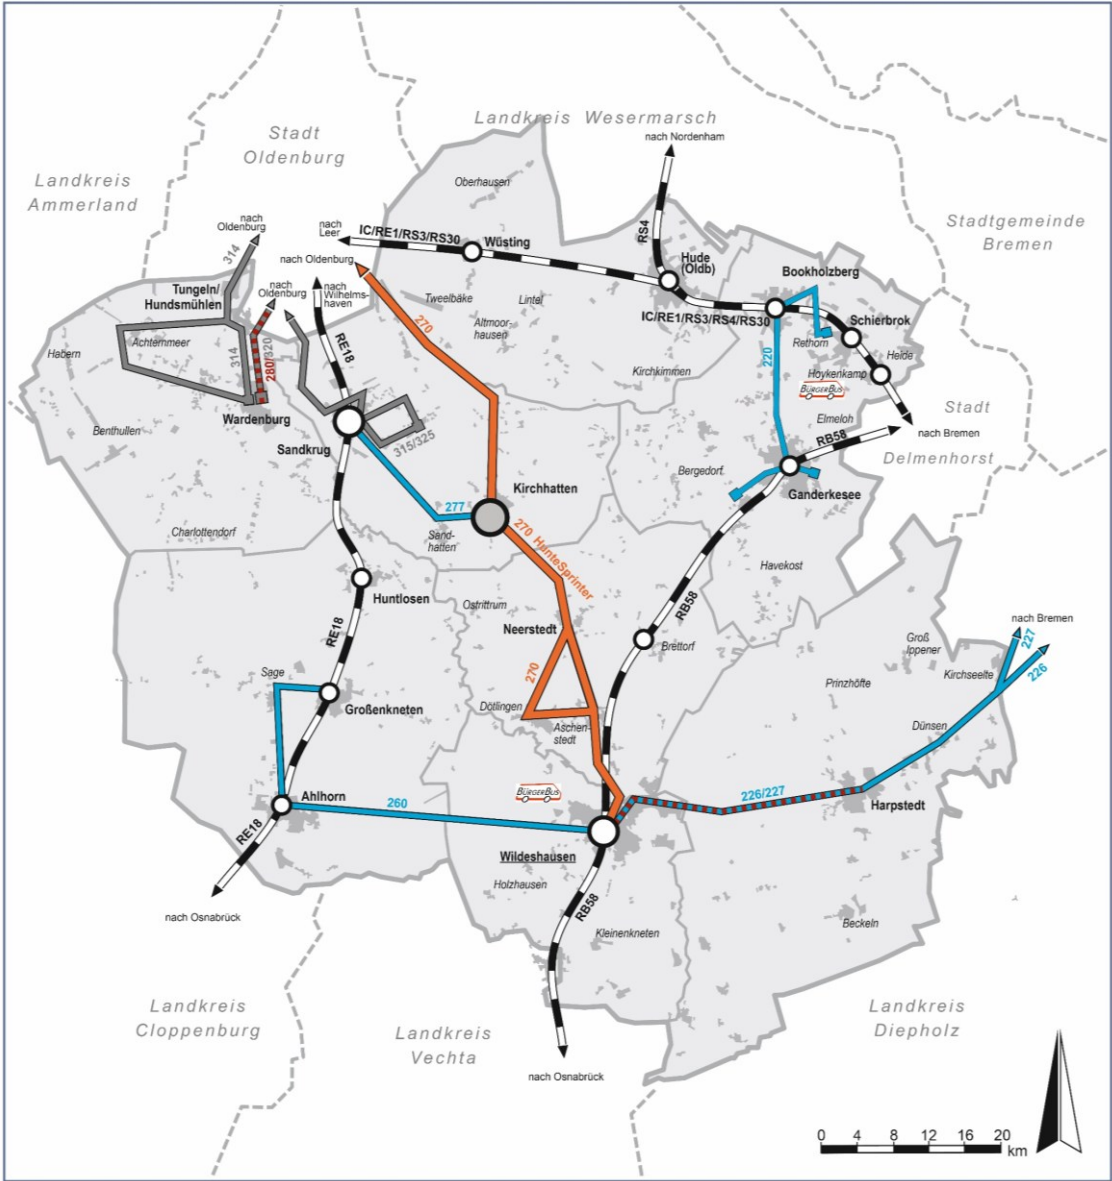 Landkreis Wesermarsch
Stadt
Oldenburg
nach Nordenham
Landkreis
Ammerland
Oberhausen
Stadtgemeinde
Bremen
nach
Oldenburg
nach
Leer
IC/RE1/RS3/RS30
Wüsting
RS4
314
Hude
(Oldb)
nach Oldenburg
Bookholzberg
Tungeln/
Hundsmühlen
nach
Oldenburg
nach
Wilhelms-
haven
Tweelbäke
Lintel
IC/RE1/RS3/RS4/RS30
Schierbrok
270
Altmoor-
hausen
RE18
Achternmeer
Habern
314
280/320
220
Rethorn
Heide
Kirchkimmen
Hoykenkamp
BÜRGERBUS
Wardenburg
Elmeloh
Stadt
Delmenhorst
Benthullen
Sandkrug
315/325
nach Bremen
RB58
Bergedorf
Kirchhatten
Ganderkesee
277
Charlottendorf
Sand-
hatten
270 HunteSprinter
Havekost
Huntlosen
RB58
Ostrittrum
RE18
Neerstedt
Brettorf
nach Bremen
227
226
Groß
Ippener
Sage
270
Kirchseelte
Prinzhöfte
Großenkneten
Dötlingen
Aschen-
stedt
Dünsen
BÜRGERBUS
Ahlhorn
260
226/227
Harpstedt
RE18
Wildeshausen
Holzhausen
nach Osnabrück
RB58
Kleinenkneten
Beckeln
Landkreis
Cloppenburg
Landkreis
Vechta
Landkreis
Diepholz
nach Osnabrück
0 4 8 12 16 20
km